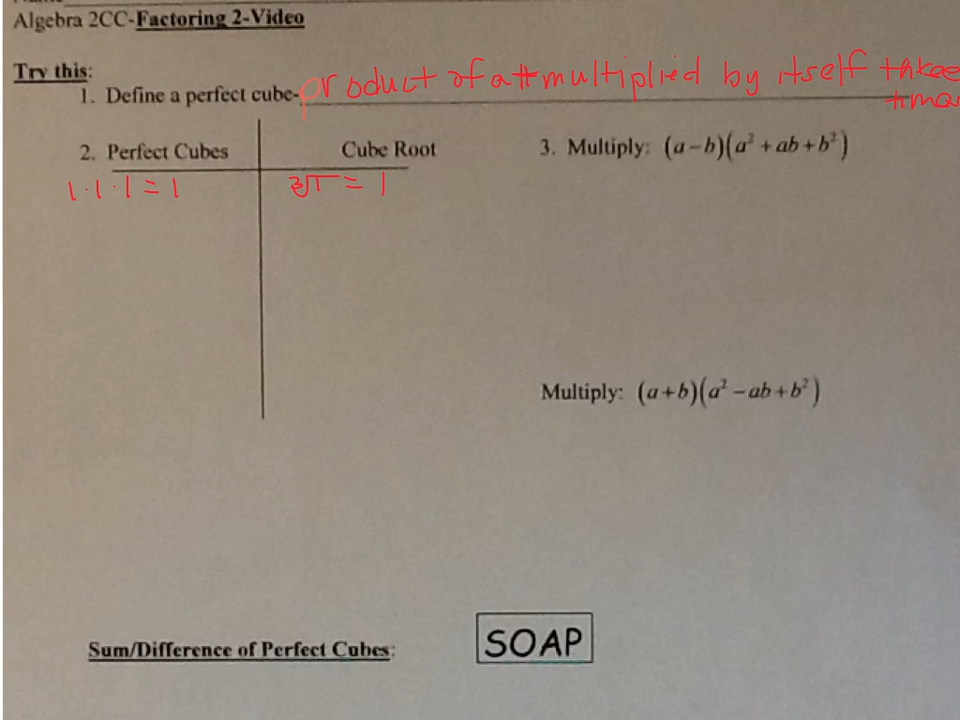 Algebra 2CC-Factoring 2-Video
Try this:
1. Define a perfect cube- product of a # multiplied by itself
2. Perfect Cubes Cube Root 3. Multiply: (a-b)(a²+ab+b²)
1·1·1=1 ∛1 = 1
Multiply: (a+b)(a²-ab+b²)
Sum/Difference of Perfect Cubes: SOAP